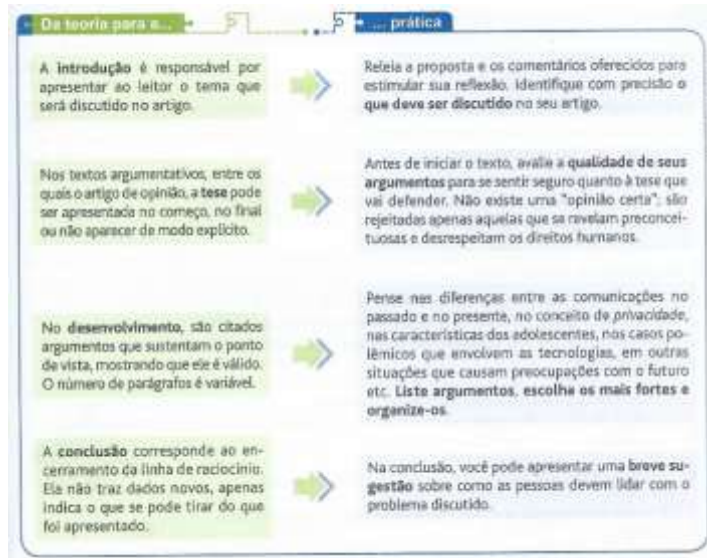 Da teoria para a...
... prática
A introdução é responsável por
apresentar ao leitor o tema que
será discutido no artigo.
Releia a proposta e os comentários oferecidos para
estimular sua reflexão. Identifique com precisão o
que deve ser discutido no seu artigo.
Nos textos argumentativos, entre os
quais o artigo de opinião, a tese pode
ser apresentada no começo, no final
ou não aparecer de modo explícito.
Antes de iniciar o texto, avalie a qualidade de seus
argumentos para se sentir seguro quanto à tese que
vai defender. Não existe uma "opinião certa"; são
rejeitadas apenas aquelas que se revelam preconcei-
tuosas e desrespeitam os direitos humanos.
No desenvolvimento, são citados
argumentos que sustentam o ponto
de vista, mostrando que ele é válido.
O número de parágrafos é variável.
Pense nas diferenças entre as comunicações no
passado e no presente, no conceito de privacidade,
nas características dos adolescentes, nos casos po-
lêmicos que envolvem as tecnologias, em outras
situações que causam preocupações com o futuro
etc. Liste argumentos, escolha os mais fortes e
organize-os.
A conclusão corresponde ao en-
cerramento da linha de raciocínio.
Ela não traz dados novos, apenas
indica o que se pode tirar do que
foi apresentado.
Na conclusão, você pode apresentar uma breve su-
gestão sobre como as pessoas devem lidar com o
problema discutido.